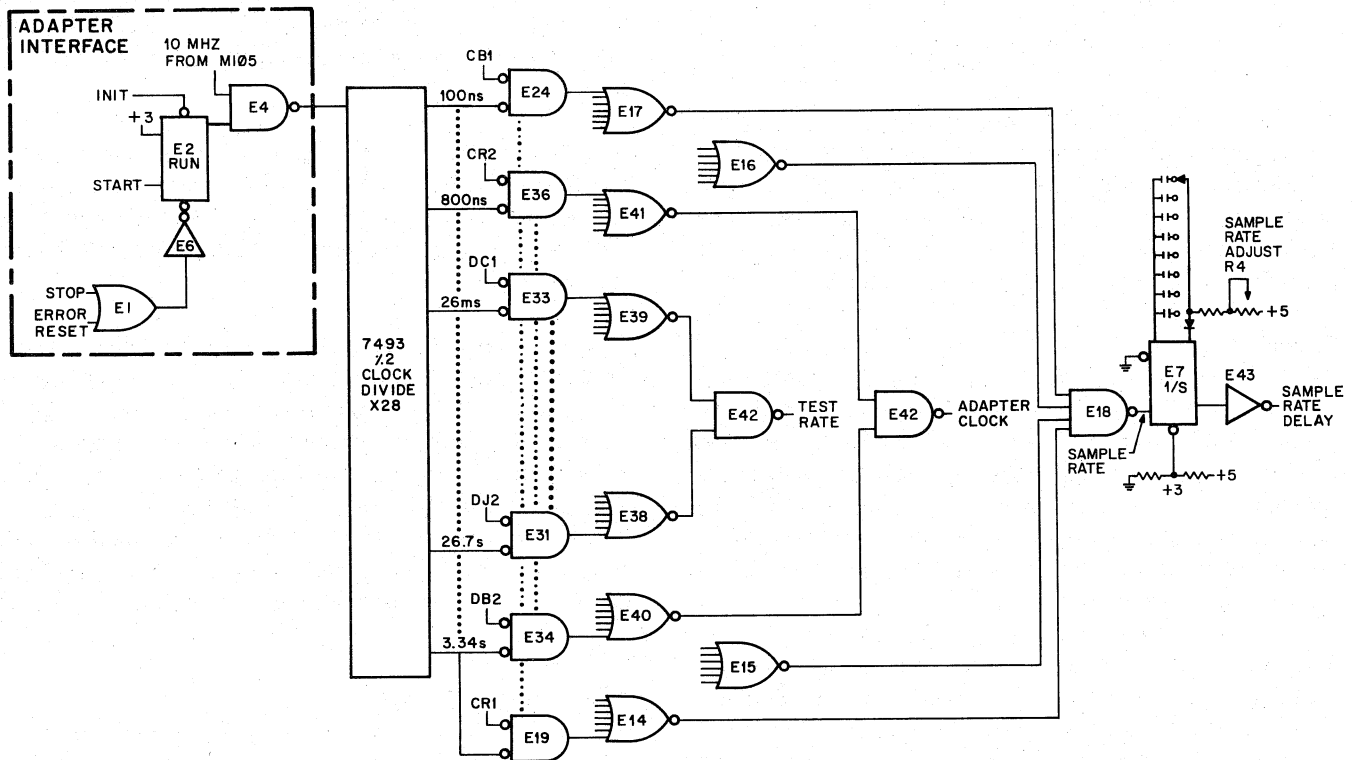 ADAPTER
INTERFACE
10 MHZ
FROM M105
INIT
+3
E2
RUN
START
E4
E6
STOP
ERROR
RESET
E1
7493
%2
CLOCK
DIVIDE
X28
CB1
100ns
E24
E17
E16
CR2
800ns
E36
E41
DC1
26ms
E33
E39
E42
TEST
RATE
E42
ADAPTER
CLOCK
DJ2
26.7s
E31
E38
DB2
3.34s
E34
E40
E15
CR1
E19
E14
E18
SAMPLE
RATE
SAMPLE
RATE
ADJUST
R4
+5
E7
1/S
E43
SAMPLE
RATE
DELAY
+3
+5